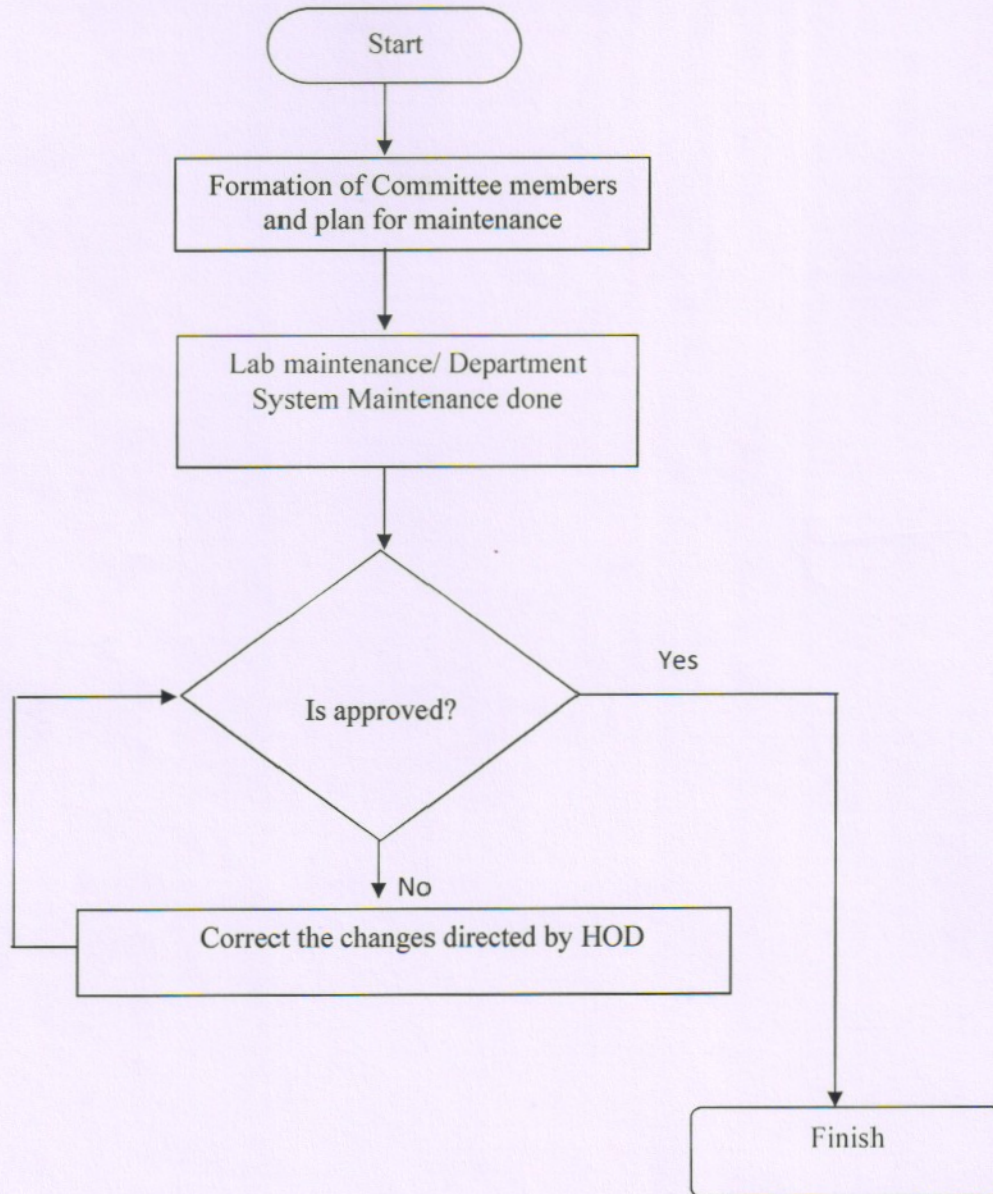 Start
Formation of Committee members
and plan for maintenance
Lab maintenance/ Department
System Maintenance done
Is approved?
Yes
No
Correct the changes directed by HOD
Finish